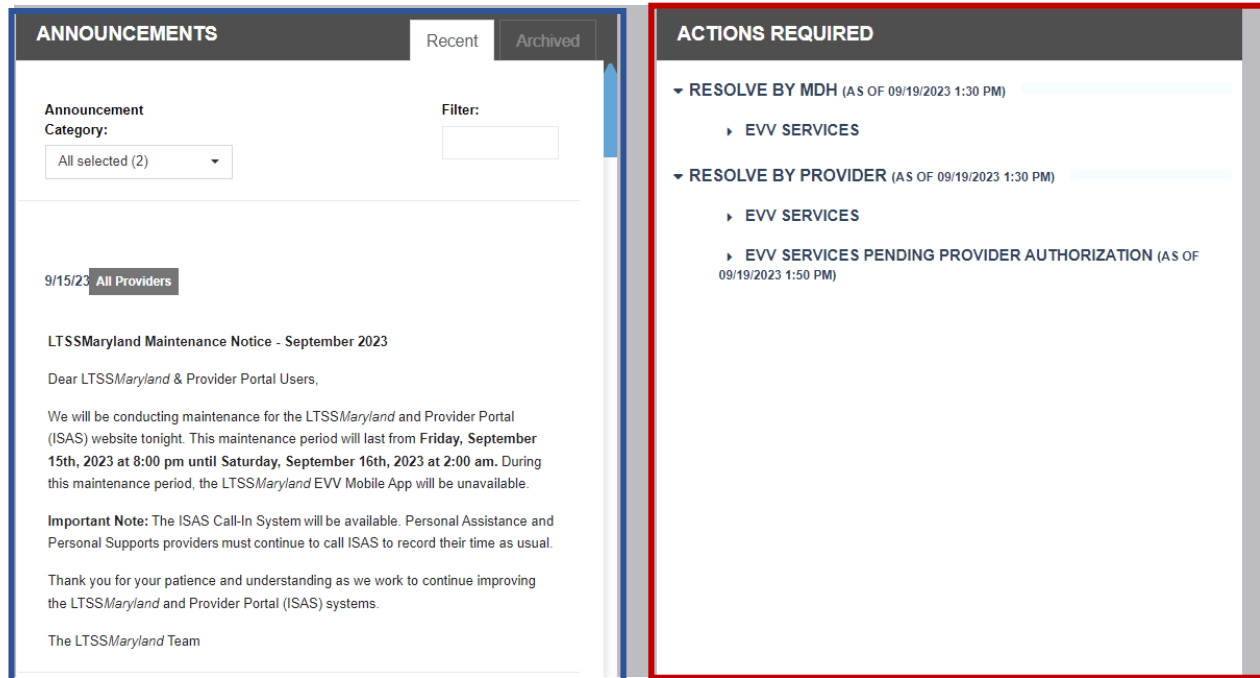 ANNOUNCEMENTS
Recent
Archived
Announcement
Category:
Filter:
All selected (2)
9/15/23 All Providers
LTSSMaryland Maintenance Notice - September 2023
Dear LTSSMaryland & Provider Portal Users,
We will be conducting maintenance for the LTSSMaryland and Provider Portal
(ISAS) website tonight. This maintenance period will last from Friday, September
15th, 2023 at 8:00 pm until Saturday, September 16th, 2023 at 2:00 am. During
this maintenance period, the LTSSMaryland EVV Mobile App will be unavailable.
Important Note: The ISAS Call-In System will be available. Personal Assistance and
Personal Supports providers must continue to call ISAS to record their time as usual.
Thank you for your patience and understanding as we work to continue improving
the LTSSMaryland and Provider Portal (ISAS) systems.
The LTSSMaryland Team
ACTIONS REQUIRED
RESOLVE BY MDH (AS OF 09/19/2023 1:30 PM)
EVV SERVICES
RESOLVE BY PROVIDER (AS OF 09/19/2023 1:30 PM)
EVV SERVICES
EVV SERVICES PENDING PROVIDER AUTHORIZATION (AS OF
09/19/2023 1:50 PM)